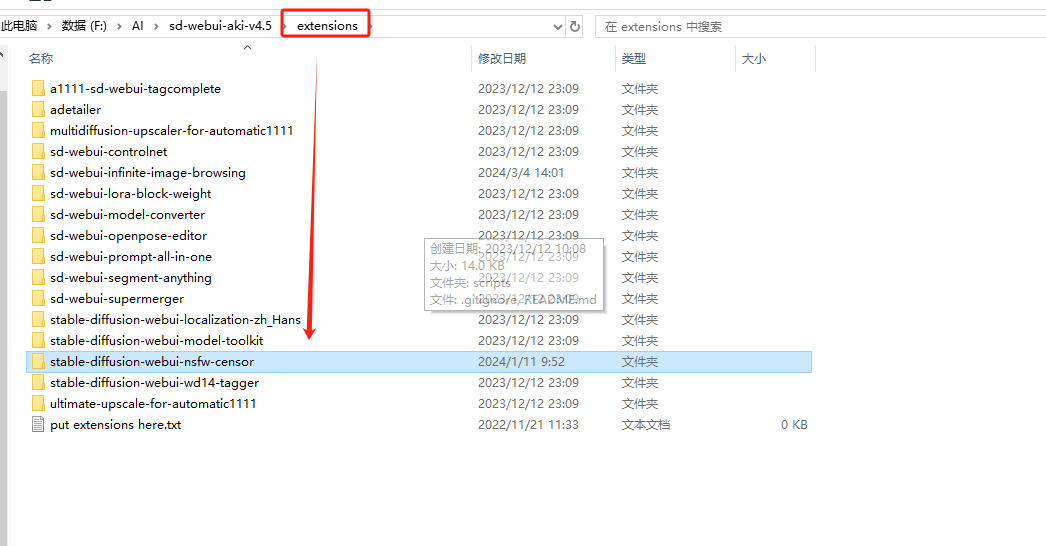 此电脑 › 数据 (F:) › AI › sd-webui-aki-v4.5 › extensions
在 extensions 中搜索
名称 修改日期 类型 大小
a1111-sd-webui-tagcomplete 2023/12/12 23:09 文件夹
adetailer 2023/12/12 23:09 文件夹
multidiffusion-upscaler-for-automatic1111 2023/12/12 23:09 文件夹
sd-webui-controlnet 2023/12/12 23:09 文件夹
sd-webui-infinite-image-browsing 2024/3/4 14:01 文件夹
sd-webui-lora-block-weight 2023/12/12 23:09 文件夹
sd-webui-model-converter 2023/12/12 23:09 文件夹
sd-webui-openpose-editor 2023/12/12 23:09 文件夹
sd-webui-prompt-all-in-one 2023/12/12 23:09 文件夹
sd-webui-segment-anything 2023/12/12 23:09 文件夹
sd-webui-supermerger 2023/12/12 23:09 文件夹
创建日期: 2023/12/12 10:08
大小: 14.0 KB
文件夹: scripts
文件: .gitignore, README.md
stable-diffusion-webui-localization-zh_Hans 2023/12/12 23:09 文件夹
stable-diffusion-webui-model-toolkit 2023/12/12 23:09 文件夹
stable-diffusion-webui-nsfw-censor 2024/1/11 9:52 文件夹
stable-diffusion-webui-wd14-tagger 2023/12/12 23:09 文件夹
ultimate-upscale-for-automatic1111 2023/12/12 23:09 文件夹
put extensions here.txt 2022/11/21 11:33 文本文档 0 KB